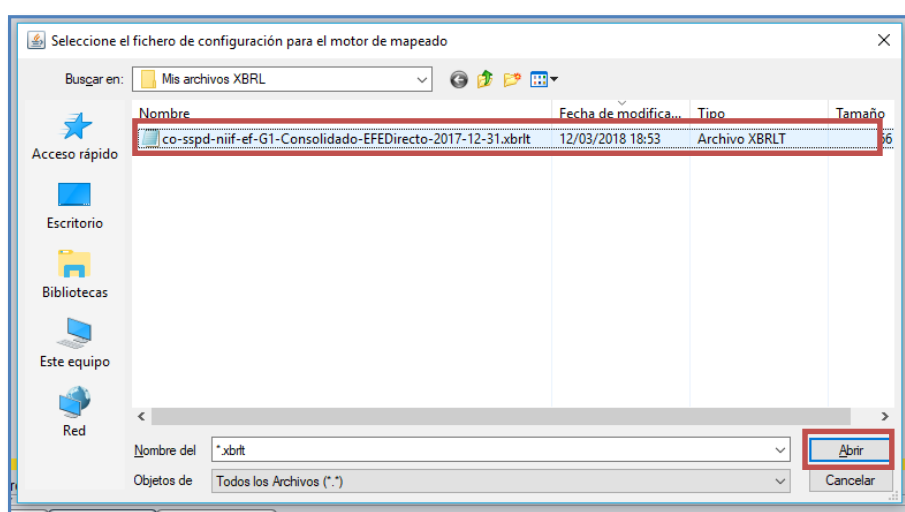 Seleccione el fichero de configuración para el motor de mapeado
Buscar en: Mis archivos XBRL
Nombre Fecha de modifica... Tipo Tamaño
co-sspd-niif-ef-G1-Consolidado-EFEDirecto-2017-12-31.xbrlt 12/03/2018 18:53 Archivo XBRLT
Acceso rápido
Escritorio
Bibliotecas
Este equipo
Red
Nombre del *.xbrlt Abrir
Objetos de Todos los Archivos (*.*) Cancelar